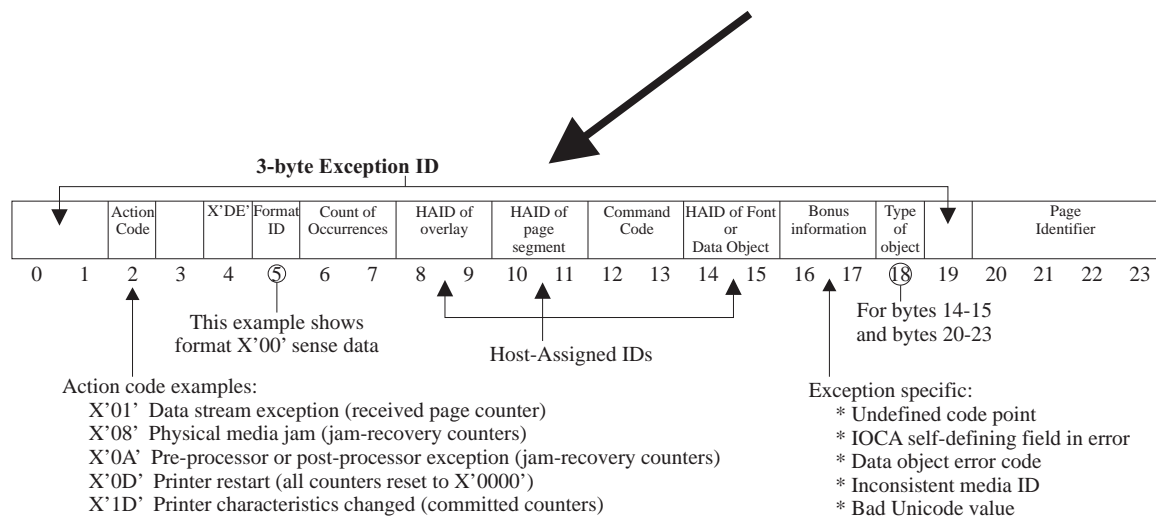 3-byte Exception ID
Action Code
X’DE’
Format ID
Count of Occurrences
HAID of overlay
HAID of page segment
Command Code
HAID of Font or Data Object
Bonus information
Type of object
Page Identifier
0 1 2 3 4 5 6 7 8 9 10 11 12 13 14 15 16 17 18 19 20 21 22 23
This example shows
format X’00’ sense data
Host-Assigned IDs
For bytes 14-15
and bytes 20-23
Action code examples:
X’01’ Data stream exception (received page counter)
X’08’ Physical media jam (jam-recovery counters)
X’0A’ Pre-processor or post-processor exception (jam-recovery counters)
X’0D’ Printer restart (all counters reset to X’0000’)
X’1D’ Printer characteristics changed (committed counters)
Exception specific:
* Undefined code point
* IOCA self-defining field in error
* Data object error code
* Inconsistent media ID
* Bad Unicode value